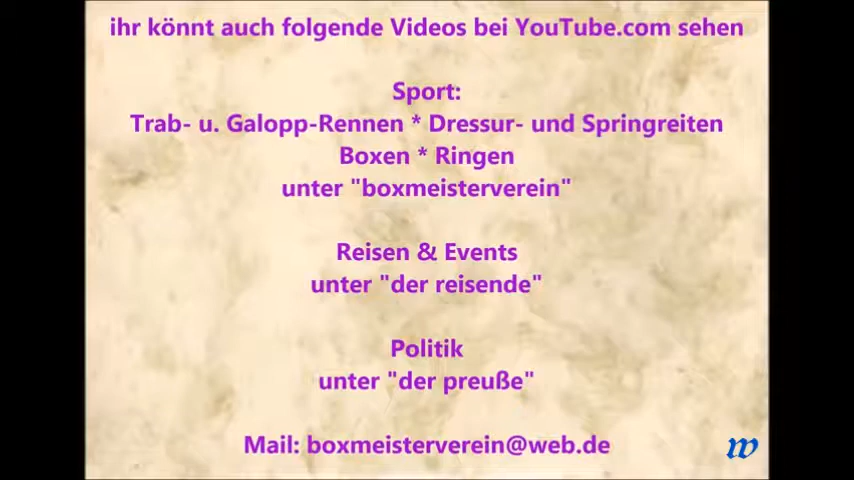 ihr könnt auch folgende Videos bei YouTube.com sehen
Sport:
Trab- u. Galopp-Rennen * Dressur- und Springreiten
Boxen * Ringen
unter "boxmeisterverein"
Reisen & Events
unter "der reisende"
Politik
unter "der preuße"
Mail: boxmeisterverein@web.de
w